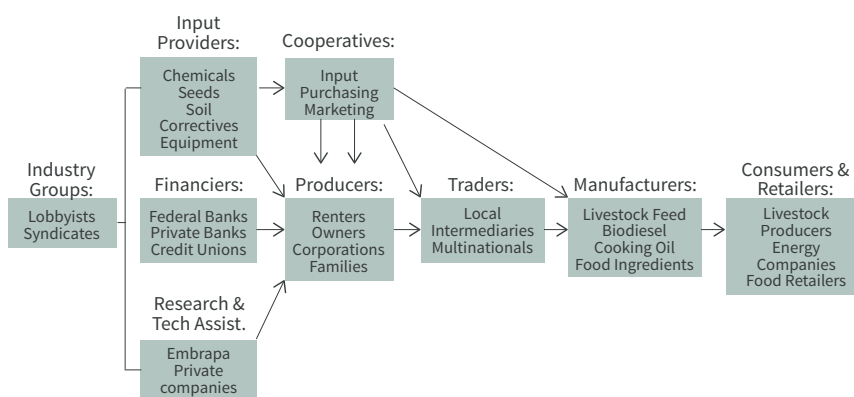 Input
Providers:
Chemicals
Seeds
Soil
Correctives
Equipment
Cooperatives:
Input
Purchasing
Marketing
Industry
Groups:
Lobbyists
Syndicates
Financiers:
Federal Banks
Private Banks
Credit Unions
Producers:
Renters
Owners
Corporations
Families
Traders:
Local
Intermediaries
Multinationals
Manufacturers:
Livestock Feed
Biodiesel
Cooking Oil
Food Ingredients
Consumers &
Retailers:
Livestock
Producers
Energy
Companies
Food Retailers
Research &
Tech Assist.
Embrapa
Private
companies